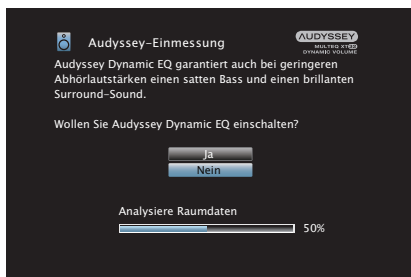 Audyssey-Einmessung
AUDYSSEY
MULTEQ XT32
DYNAMIC VOLUME
Audyssey Dynamic EQ garantiert auch bei geringeren
Abhörlautstärken einen satten Bass und einen brillanten
Surround-Sound.
Wollen Sie Audyssey Dynamic EQ einschalten?
Ja
Nein
Analysiere Raumdaten
50%